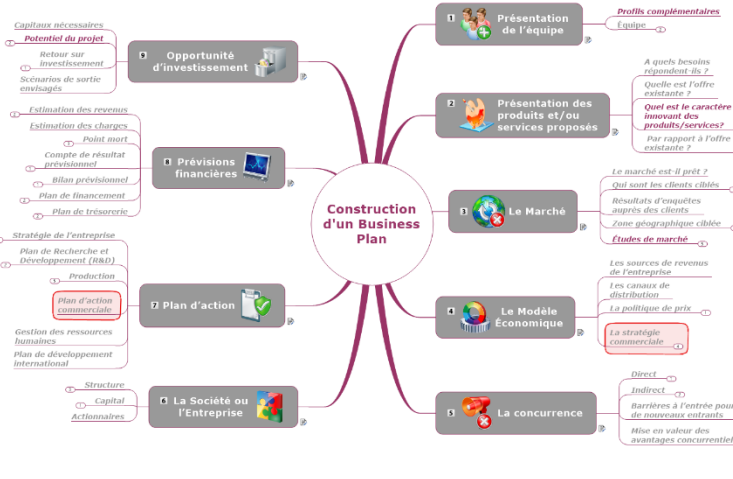 Construction
d'un Business
Plan
1
Présentation
de l'équipe
Profils complémentaires
Équipe
2
Présentation des
produits et/ou
services proposés
A quels besoins
répondent-ils ?
Quelle est l'offre
existante ?
Quel est le caractère
innovant des
produits/services?
Par rapport à l'offre
existante ?
3
Le Marché
Le marché est-il prêt ?
Qui sont les clients ciblés
Résultats d'enquêtes
auprès des clients
Zone géographique ciblée
Études de marché
4
Le Modèle
Économique
Les sources de revenus
de l'entreprise
Les canaux de
distribution
La politique de prix
La stratégie
commerciale
5
La concurrence
Direct
Indirect
Barrières à l'entrée pour
de nouveaux entrants
Mise en valeur des
avantages concurrentiel
6
La Société ou
l'Entreprise
Structure
Capital
Actionnaires
7
Plan d'action
Stratégie de l'entreprise
Plan de Recherche et
Développement (R&D)
Production
Plan d'action
commerciale
Gestion des ressources
humaines
Plan de développement
international
8
Prévisions
financières
Estimation des revenus
Estimation des charges
Point mort
Compte de résultat
prévisionnel
Bilan prévisionnel
Plan de financement
Plan de trésorerie
9
Opportunité
d'investissement
Capitaux nécessaires
Potentiel du projet
Retour sur
investissement
Scénarios de sortie
envisagés